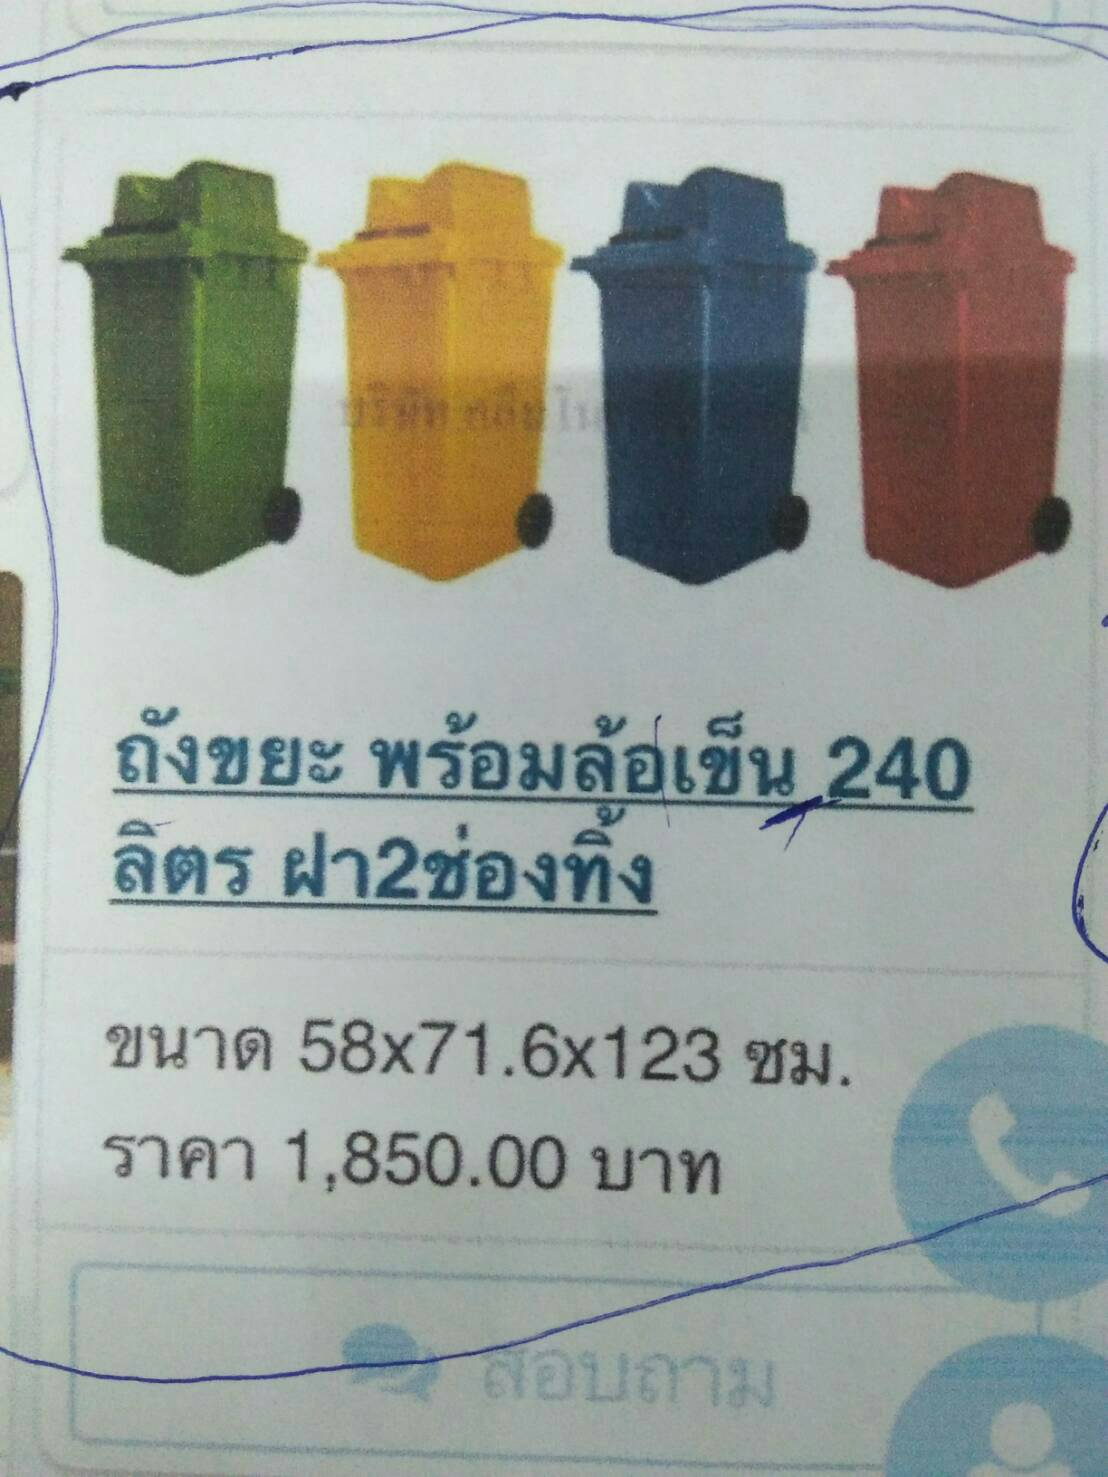 ถังขยะ พร้อมล้อเข็น 240
ลิตร ฝา2ช่องทิ้ง
ขนาด 58x71.6x123 ซม.
ราคา 1,850.00 บาท
สอบถาม